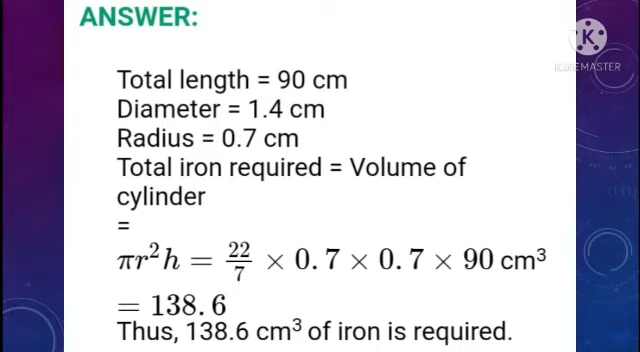 ANSWER:
K
KINEMASTER
Total length = 90 cm
Diameter = 1.4 cm
Radius = 0.7 cm
Total iron required = Volume of
cylinder
=
πr²h = 22/7 × 0.7 × 0.7 × 90 cm³
= 138.6
Thus, 138.6 cm³ of iron is required.